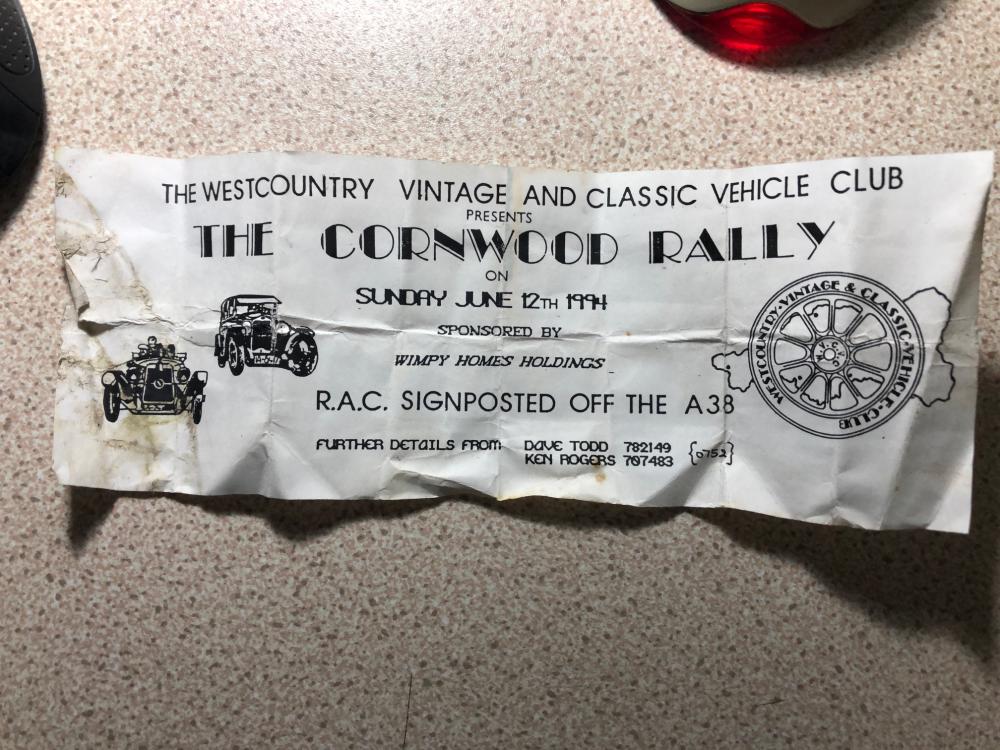 THE WESTCOUNTRY VINTAGE AND CLASSIC VEHICLE CLUB
PRESENTS
THE CORNWOOD RALLY
ON
SUNDAY JUNE 12TH 1994
SPONSORED BY
WIMPY HOMES HOLDINGS
R.A.C. SIGNPOSTED OFF THE A38
FURTHER DETAILS FROM DAVE TODD 782149
KEN ROGERS 707483 {0752}
WESTCOUNTRY·VINTAGE & CLASSIC·VEHICLE·CLUB